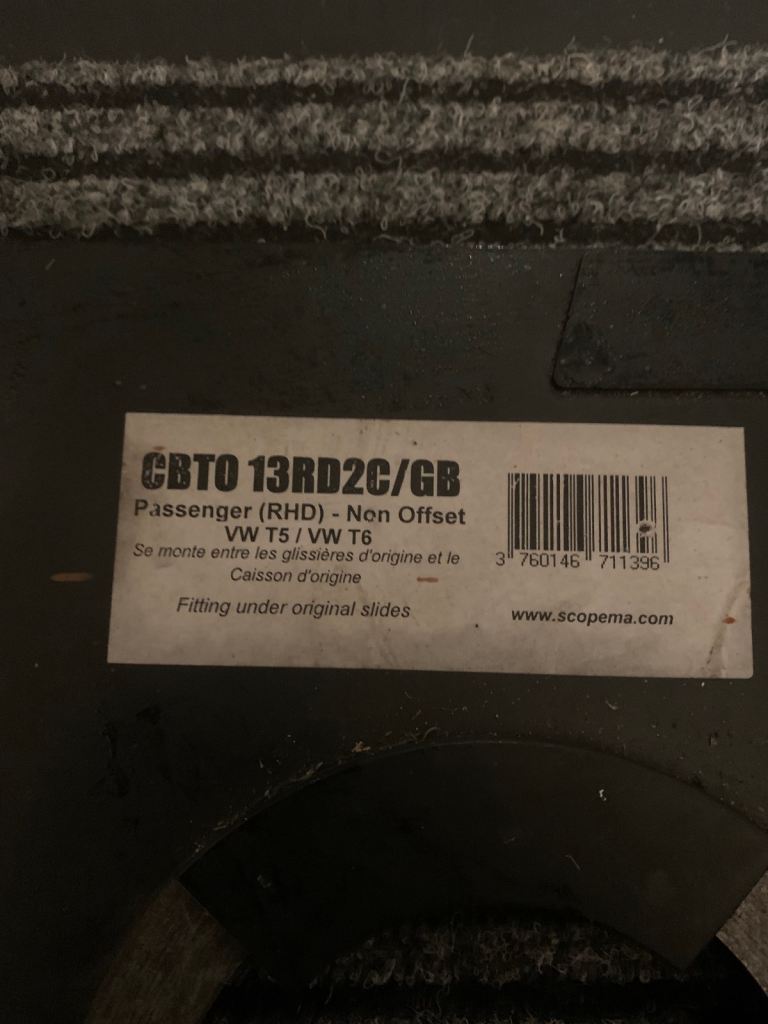 CBTO 13RD2C/GB
Passenger (RHD) - Non Offset
VW T5 / VW T6
Se monte entre les glissières d'origine et le
Caisson d'origine
Fitting under original slides
3 760146 711396
www.scopema.com